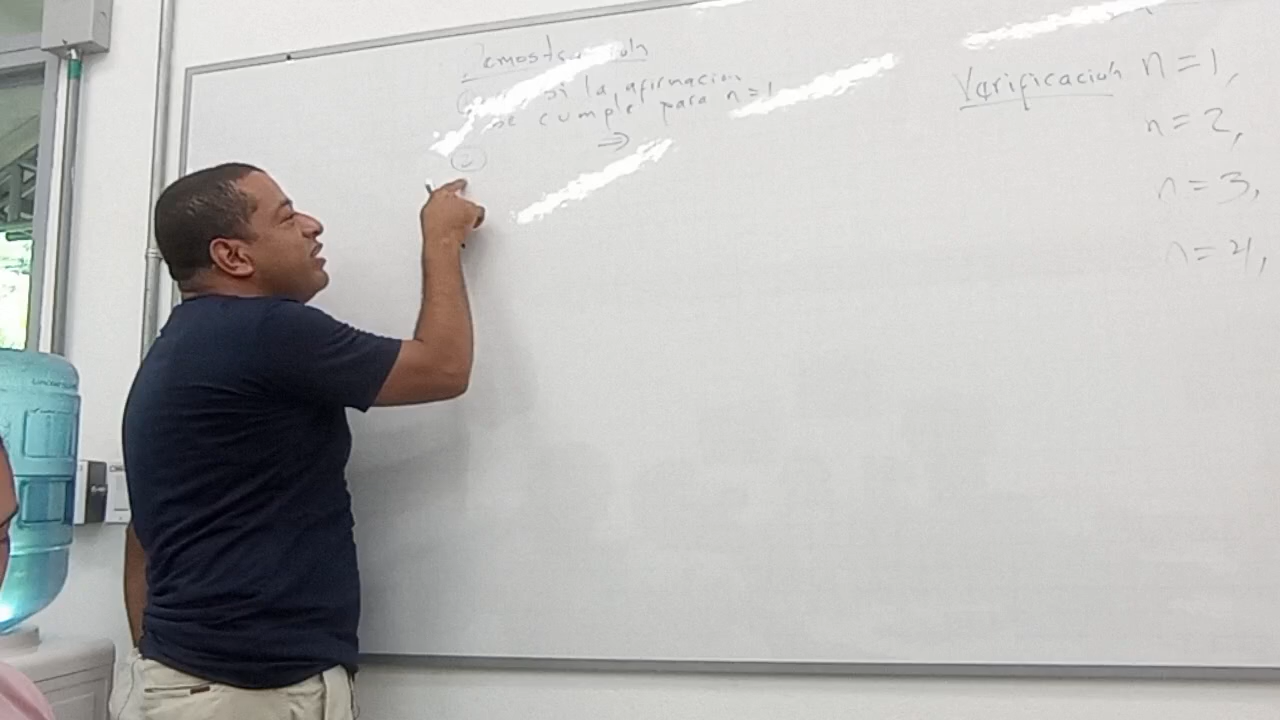 Demostración
① si la afirmación
se cumple para n=1
⇒
②
Verificación n=1,
n=2,
n=3,
n=4,